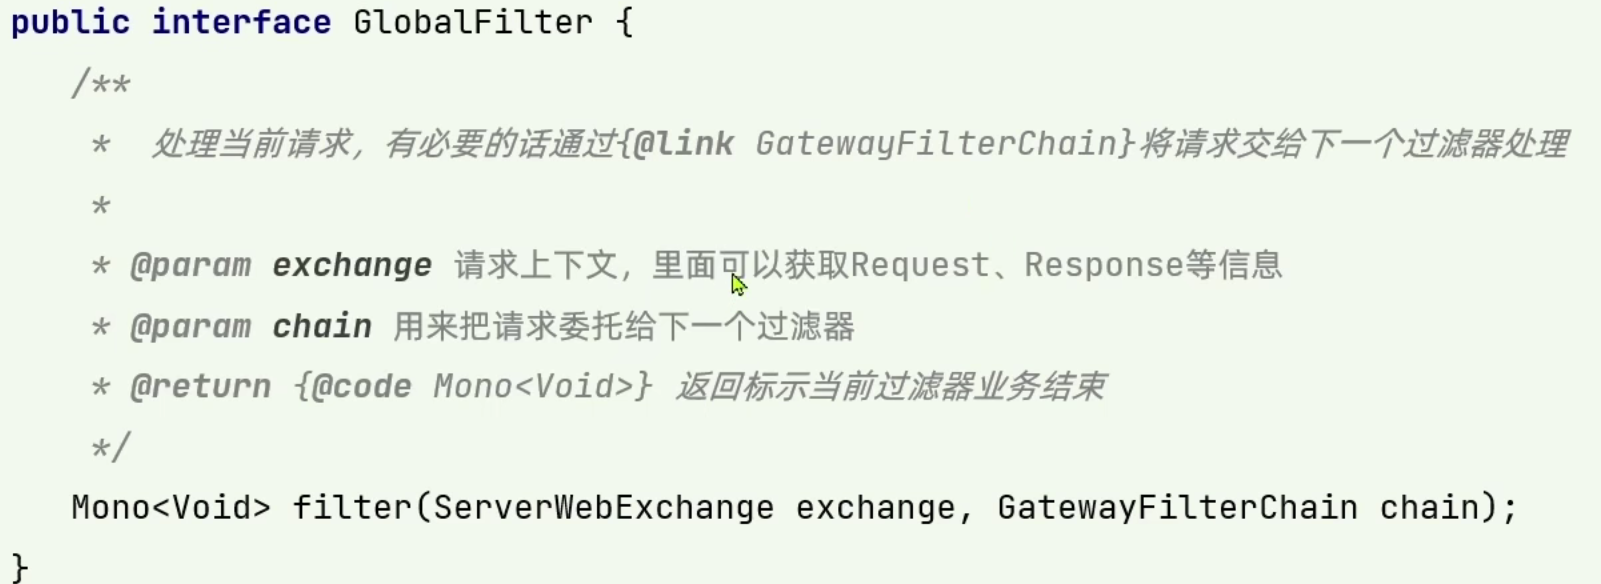 public interface GlobalFilter {
/**
*  处理当前请求，有必要的话通过{@link GatewayFilterChain}将请求交给下一个过滤器处理
*
* @param exchange 请求上下文，里面可以获取Request、Response等信息
* @param chain 用来把请求委托给下一个过滤器
* @return {@code Mono<Void>} 返回标示当前过滤器业务结束
*/
Mono<Void> filter(ServerWebExchange exchange, GatewayFilterChain chain);
}